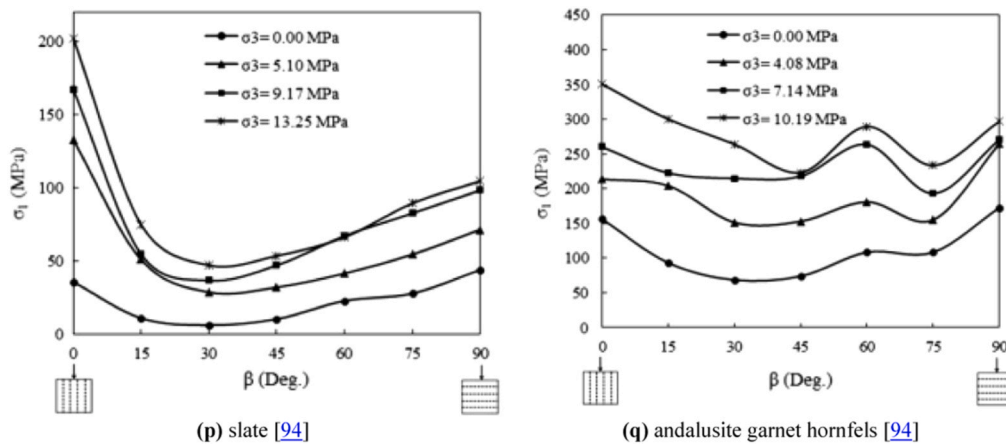 200
150
100
50
0
σ1 (MPa)
σ3= 0.00 MPa
σ3= 5.10 MPa
σ3= 9.17 MPa
σ3= 13.25 MPa
0 15 30 45 60 75 90
β (Deg.)
(p) slate [94]
450
400
350
300
250
200
150
100
50
0
σ1 (MPa)
σ3= 0.00 MPa
σ3= 4.08 MPa
σ3= 7.14 MPa
σ3= 10.19 MPa
0 15 30 45 60 75 90
β (Deg.)
(q) andalusite garnet hornfels [94]